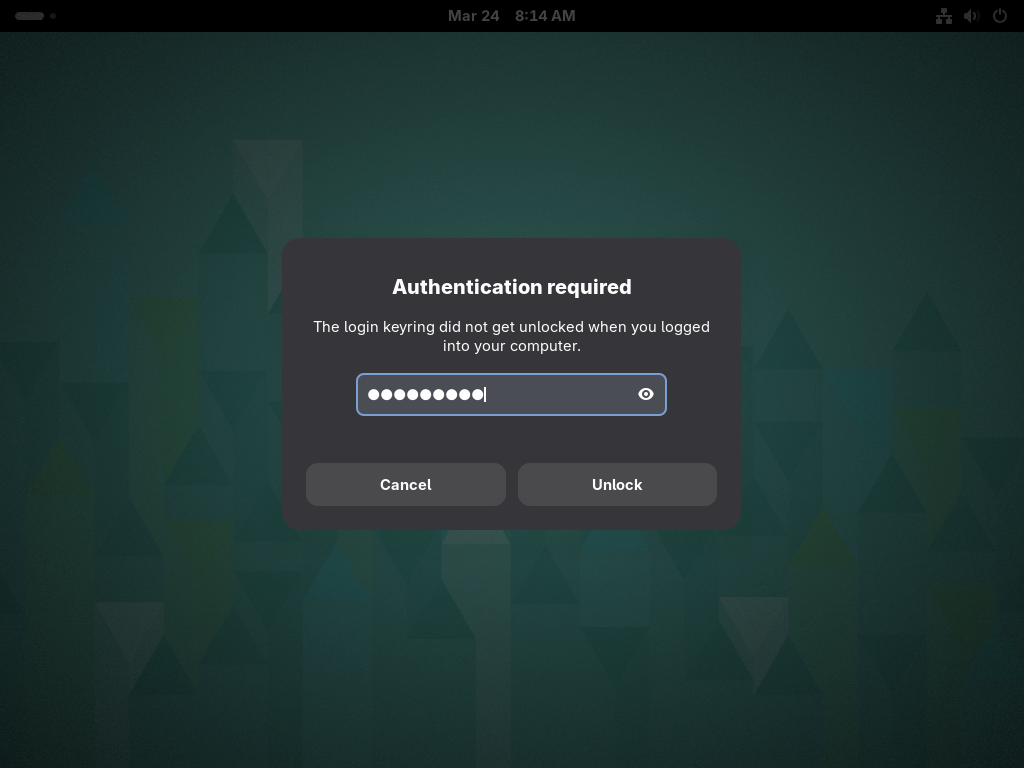 Mar 24 8:14 AM
Authentication required
The login keyring did not get unlocked when you logged
into your computer.
●●●●●●●●●
Cancel Unlock